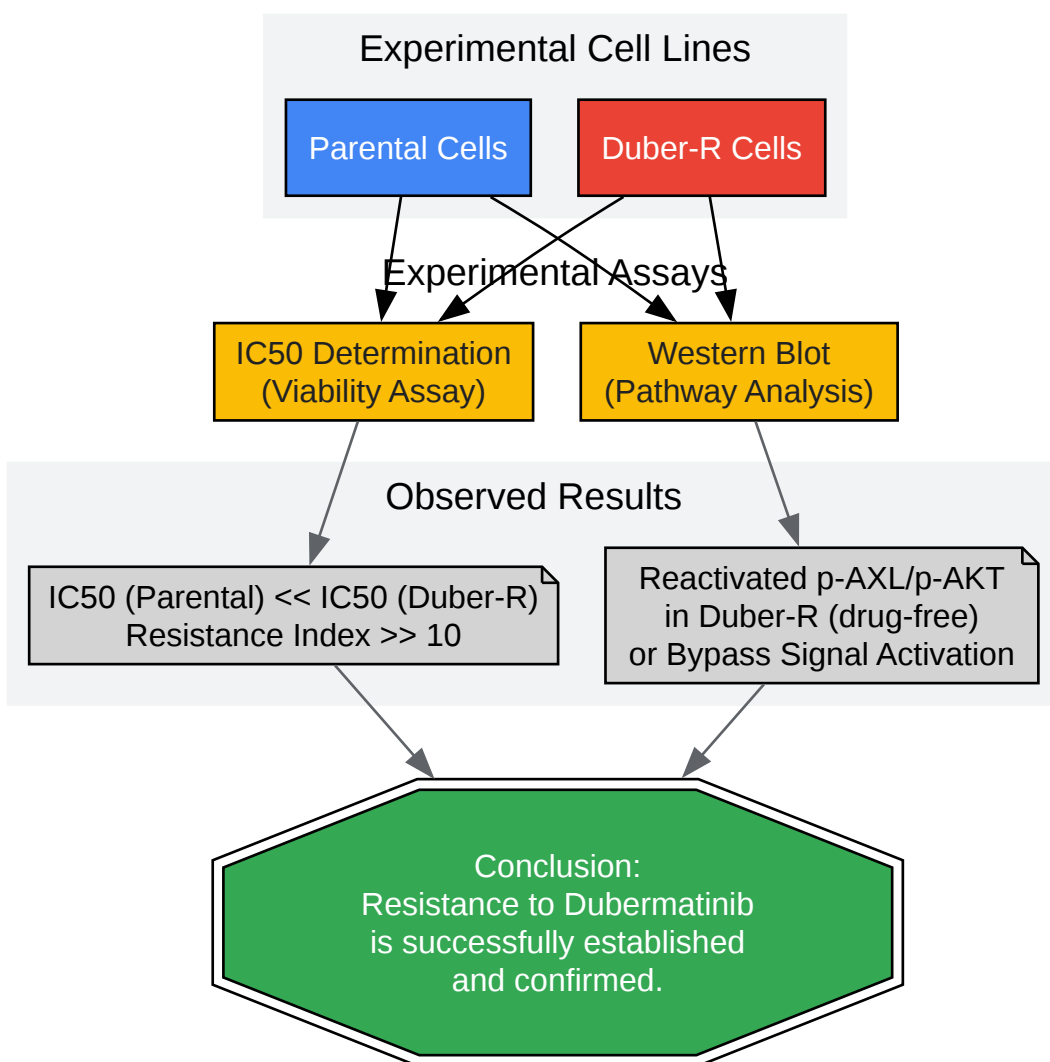 Experimental Cell Lines
Parental Cells
Duber-R Cells
Experimental Assays
IC50 Determination
(Viability Assay)
Western Blot
(Pathway Analysis)
Observed Results
IC50 (Parental) << IC50 (Duber-R)
Resistance Index >> 10
Reactivated p-AXL/p-AKT
in Duber-R (drug-free)
or Bypass Signal Activation
Conclusion:
Resistance to Dubermatinib
is successfully established
and confirmed.